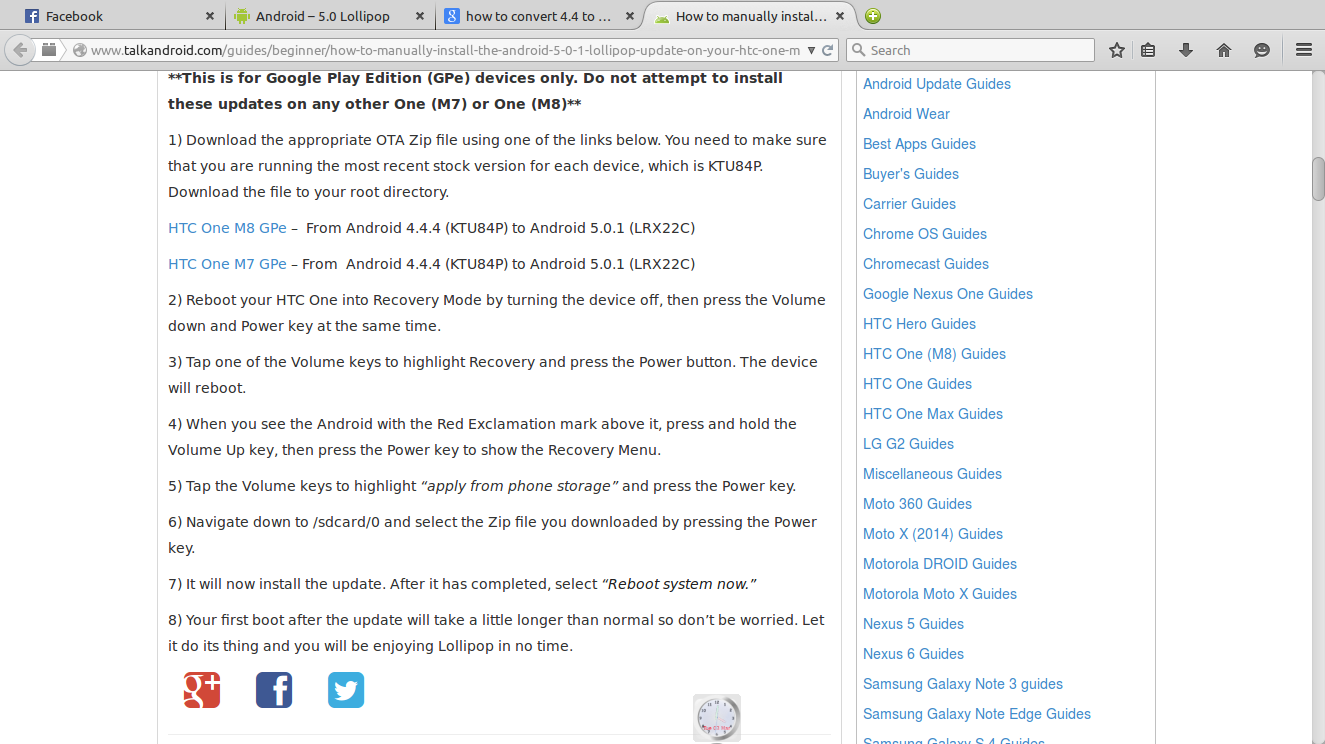 Facebook
Android – 5.0 Lollipop
how to convert 4.4 to ...
How to manually instal...
www.talkandroid.com/guides/beginner/how-to-manually-install-the-android-5-0-1-lollipop-update-on-your-htc-one-m
Search
**This is for Google Play Edition (GPe) devices only. Do not attempt to install
these updates on any other One (M7) or One (M8)**
1) Download the appropriate OTA Zip file using one of the links below. You need to make sure
that you are running the most recent stock version for each device, which is KTU84P.
Download the file to your root directory.
HTC One M8 GPe – From Android 4.4.4 (KTU84P) to Android 5.0.1 (LRX22C)
HTC One M7 GPe – From Android 4.4.4 (KTU84P) to Android 5.0.1 (LRX22C)
2) Reboot your HTC One into Recovery Mode by turning the device off, then press the Volume
down and Power key at the same time.
3) Tap one of the Volume keys to highlight Recovery and press the Power button. The device
will reboot.
4) When you see the Android with the Red Exclamation mark above it, press and hold the
Volume Up key, then press the Power key to show the Recovery Menu.
5) Tap the Volume keys to highlight “apply from phone storage” and press the Power key.
6) Navigate down to /sdcard/0 and select the Zip file you downloaded by pressing the Power
key.
7) It will now install the update. After it has completed, select “Reboot system now.”
8) Your first boot after the update will take a little longer than normal so don’t be worried. Let
it do its thing and you will be enjoying Lollipop in no time.
Android Update Guides
Android Wear
Best Apps Guides
Buyer's Guides
Carrier Guides
Chrome OS Guides
Chromecast Guides
Google Nexus One Guides
HTC Hero Guides
HTC One (M8) Guides
HTC One Guides
HTC One Max Guides
LG G2 Guides
Miscellaneous Guides
Moto 360 Guides
Moto X (2014) Guides
Motorola DROID Guides
Motorola Moto X Guides
Nexus 5 Guides
Nexus 6 Guides
Samsung Galaxy Note 3 guides
Samsung Galaxy Note Edge Guides
Samsung Galaxy S 4 Guides